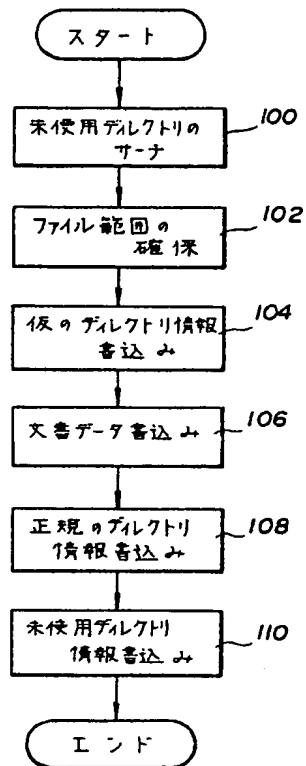 スタート
未使用ディレクトリの
サーチ
100
ファイル範囲の
確保
102
仮のディレクトリ情報
書込み
104
文書データ書込み
106
正規のディレクトリ
情報書込み
108
未使用ディレクトリ
情報書込み
110
エンド